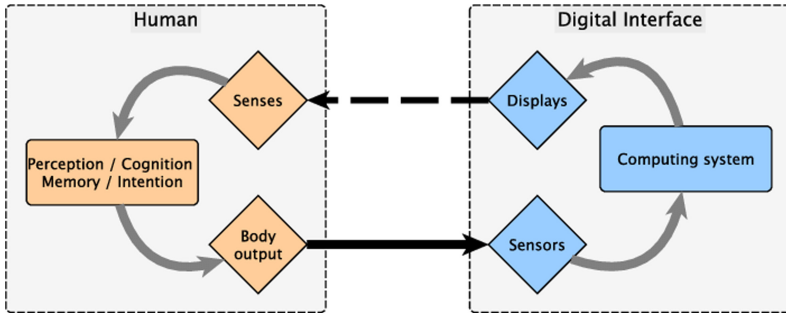 Human
Digital Interface
Senses
Displays
Perception / Cognition
Memory / Intention
Computing system
Body
output
Sensors